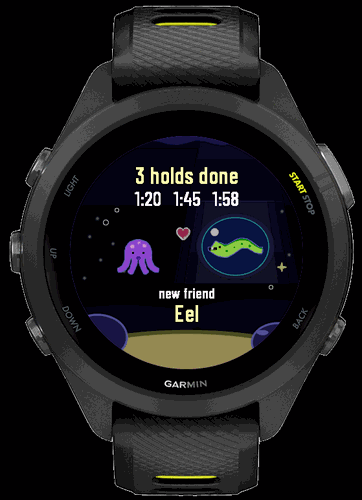 3 holds done
1:20 1:45 1:58
new friend
Eel
LIGHT
START STOP
UP
DOWN
BACK
GARMIN